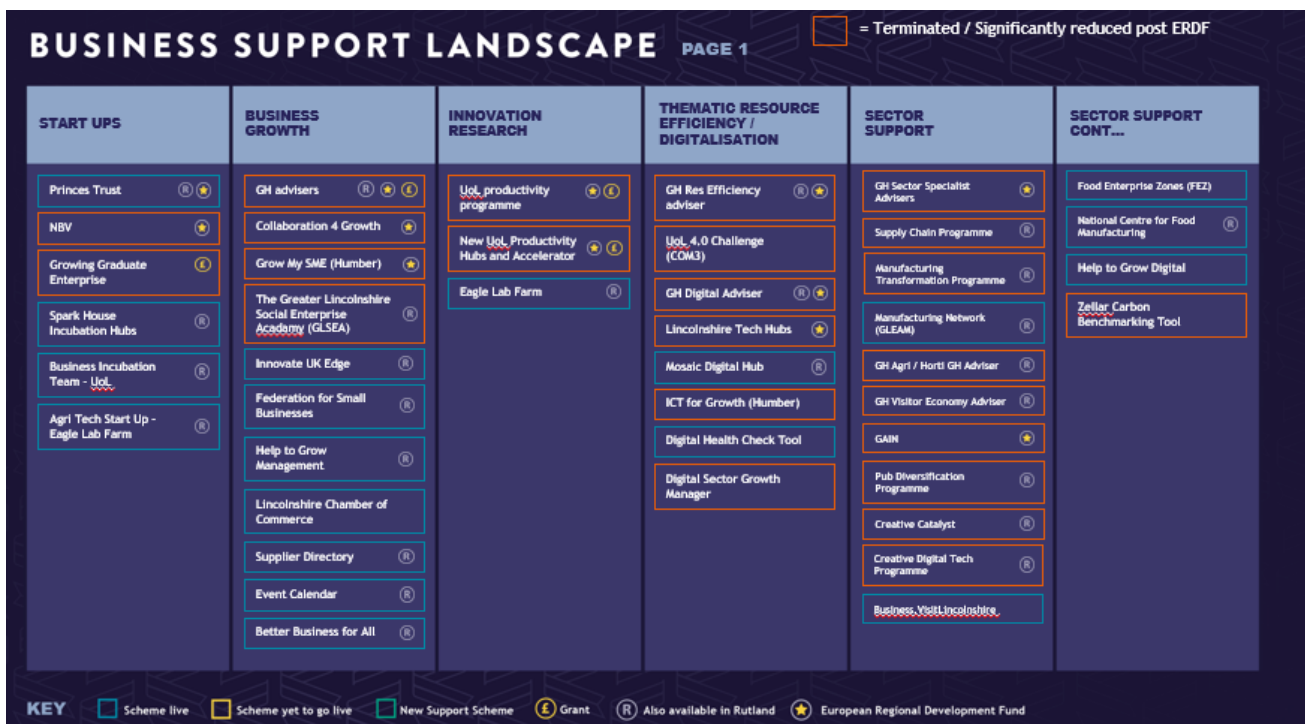 BUSINESS SUPPORT LANDSCAPE PAGE 1
= Terminated / Significantly reduced post ERDF
START UPS
Princes Trust R
NBV
Growing Graduate £
Enterprise
Spark House R
Incubation Hubs
Business Incubation R
Team - UoL
Agri Tech Start Up - R
Eagle Lab Farm
BUSINESS
GROWTH
GH advisers R £
Collaboration 4 Growth
Grow My SME (Humber)
The Greater Lincolnshire
Social Enterprise R
Acadamy (GLSEA)
Innovate UK Edge R
Federation for Small R
Businesses
Help to Grow R
Management
Lincolnshire Chamber of
Commerce
Supplier Directory R
Event Calendar R
Better Business for All R
INNOVATION
RESEARCH
UoL productivity £
programme
New UoL Productivity £
Hubs and Accelerator
Eagle Lab Farm R
THEMATIC RESOURCE
EFFICIENCY /
DIGITALISATION
GH Res Efficiency R
adviser
UoL 4.0 Challenge
(COM3)
GH Digital Adviser R
Lincolnshire Tech Hubs
Mosaic Digital Hub R
ICT for Growth (Humber)
Digital Health Check Tool
Digital Sector Growth
Manager
SECTOR
SUPPORT
GH Sector Specialist
Advisers
Supply Chain Programme R
Manufacturing R
Transformation Programme
Manufacturing Network R
(GLEAM)
GH Agri / Horti GH Adviser R
GH Visitor Economy Adviser R
GAIN
Pub Diversification R
Programme
Creative Catalyst R
Creative Digital Tech R
Programme
Business.VisitLincolnshire
SECTOR SUPPORT
CONT...
Food Enterprise Zones (FEZ)
National Centre for Food R
Manufacturing
Help to Grow Digital
Zellar Carbon
Benchmarking Tool
KEY Scheme live Scheme yet to go live New Support Scheme £ Grant R Also available in Rutland European Regional Development Fund